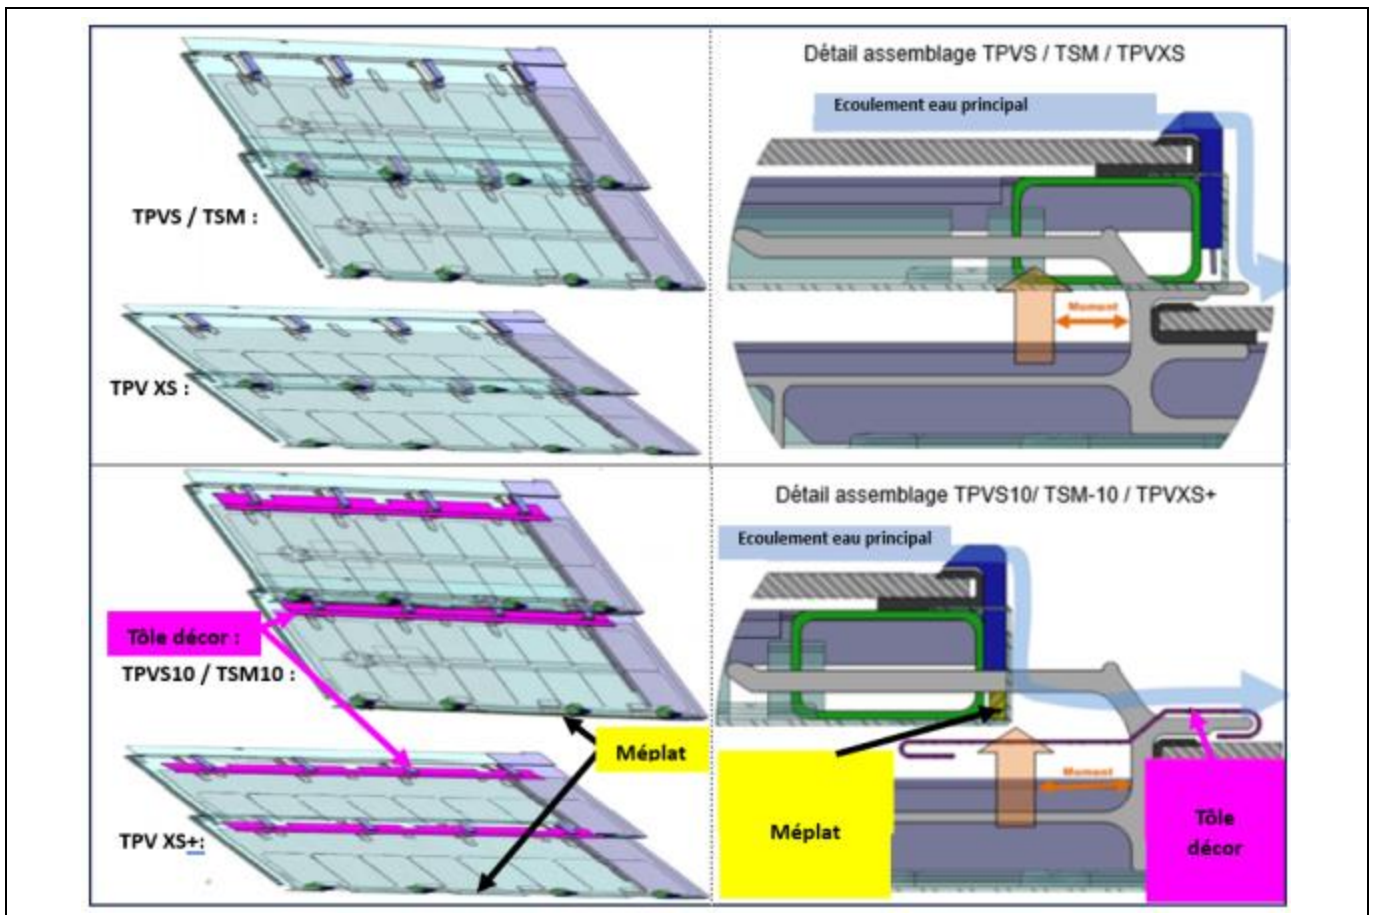 Détail assemblage TPVS / TSM / TPVXS
Ecoulement eau principal
TPVS / TSM :
Moment
TPV XS :
Détail assemblage TPVS10/ TSM-10 / TPVXS+
Ecoulement eau principal
Tôle décor :
TPVS10 / TSM10 :
Méplat
Moment
Méplat
Tôle
décor
TPV XS+: